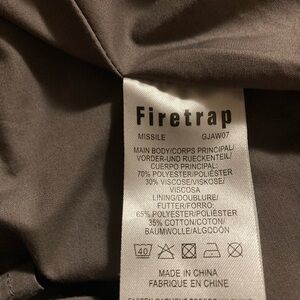 Firetrap
MISSILE GJAW07
MAIN BODY/CORPS PRINCIPAL/
VORDER-UND RUECKENTEIL/
CUERPO PRINCIPAL:
70% POLYESTER/POLIÉSTER
30% VISCOSE/VISKOSE/
VISCOSA
LINING/DOUBLURE/
FUTTER/FORRO:
65% POLYESTER/POLIÉSTER
35% COTTON/COTON/
BAUMWOLLE/ALGODÓN
40
MADE IN CHINA
FABRIQUE EN CHINE